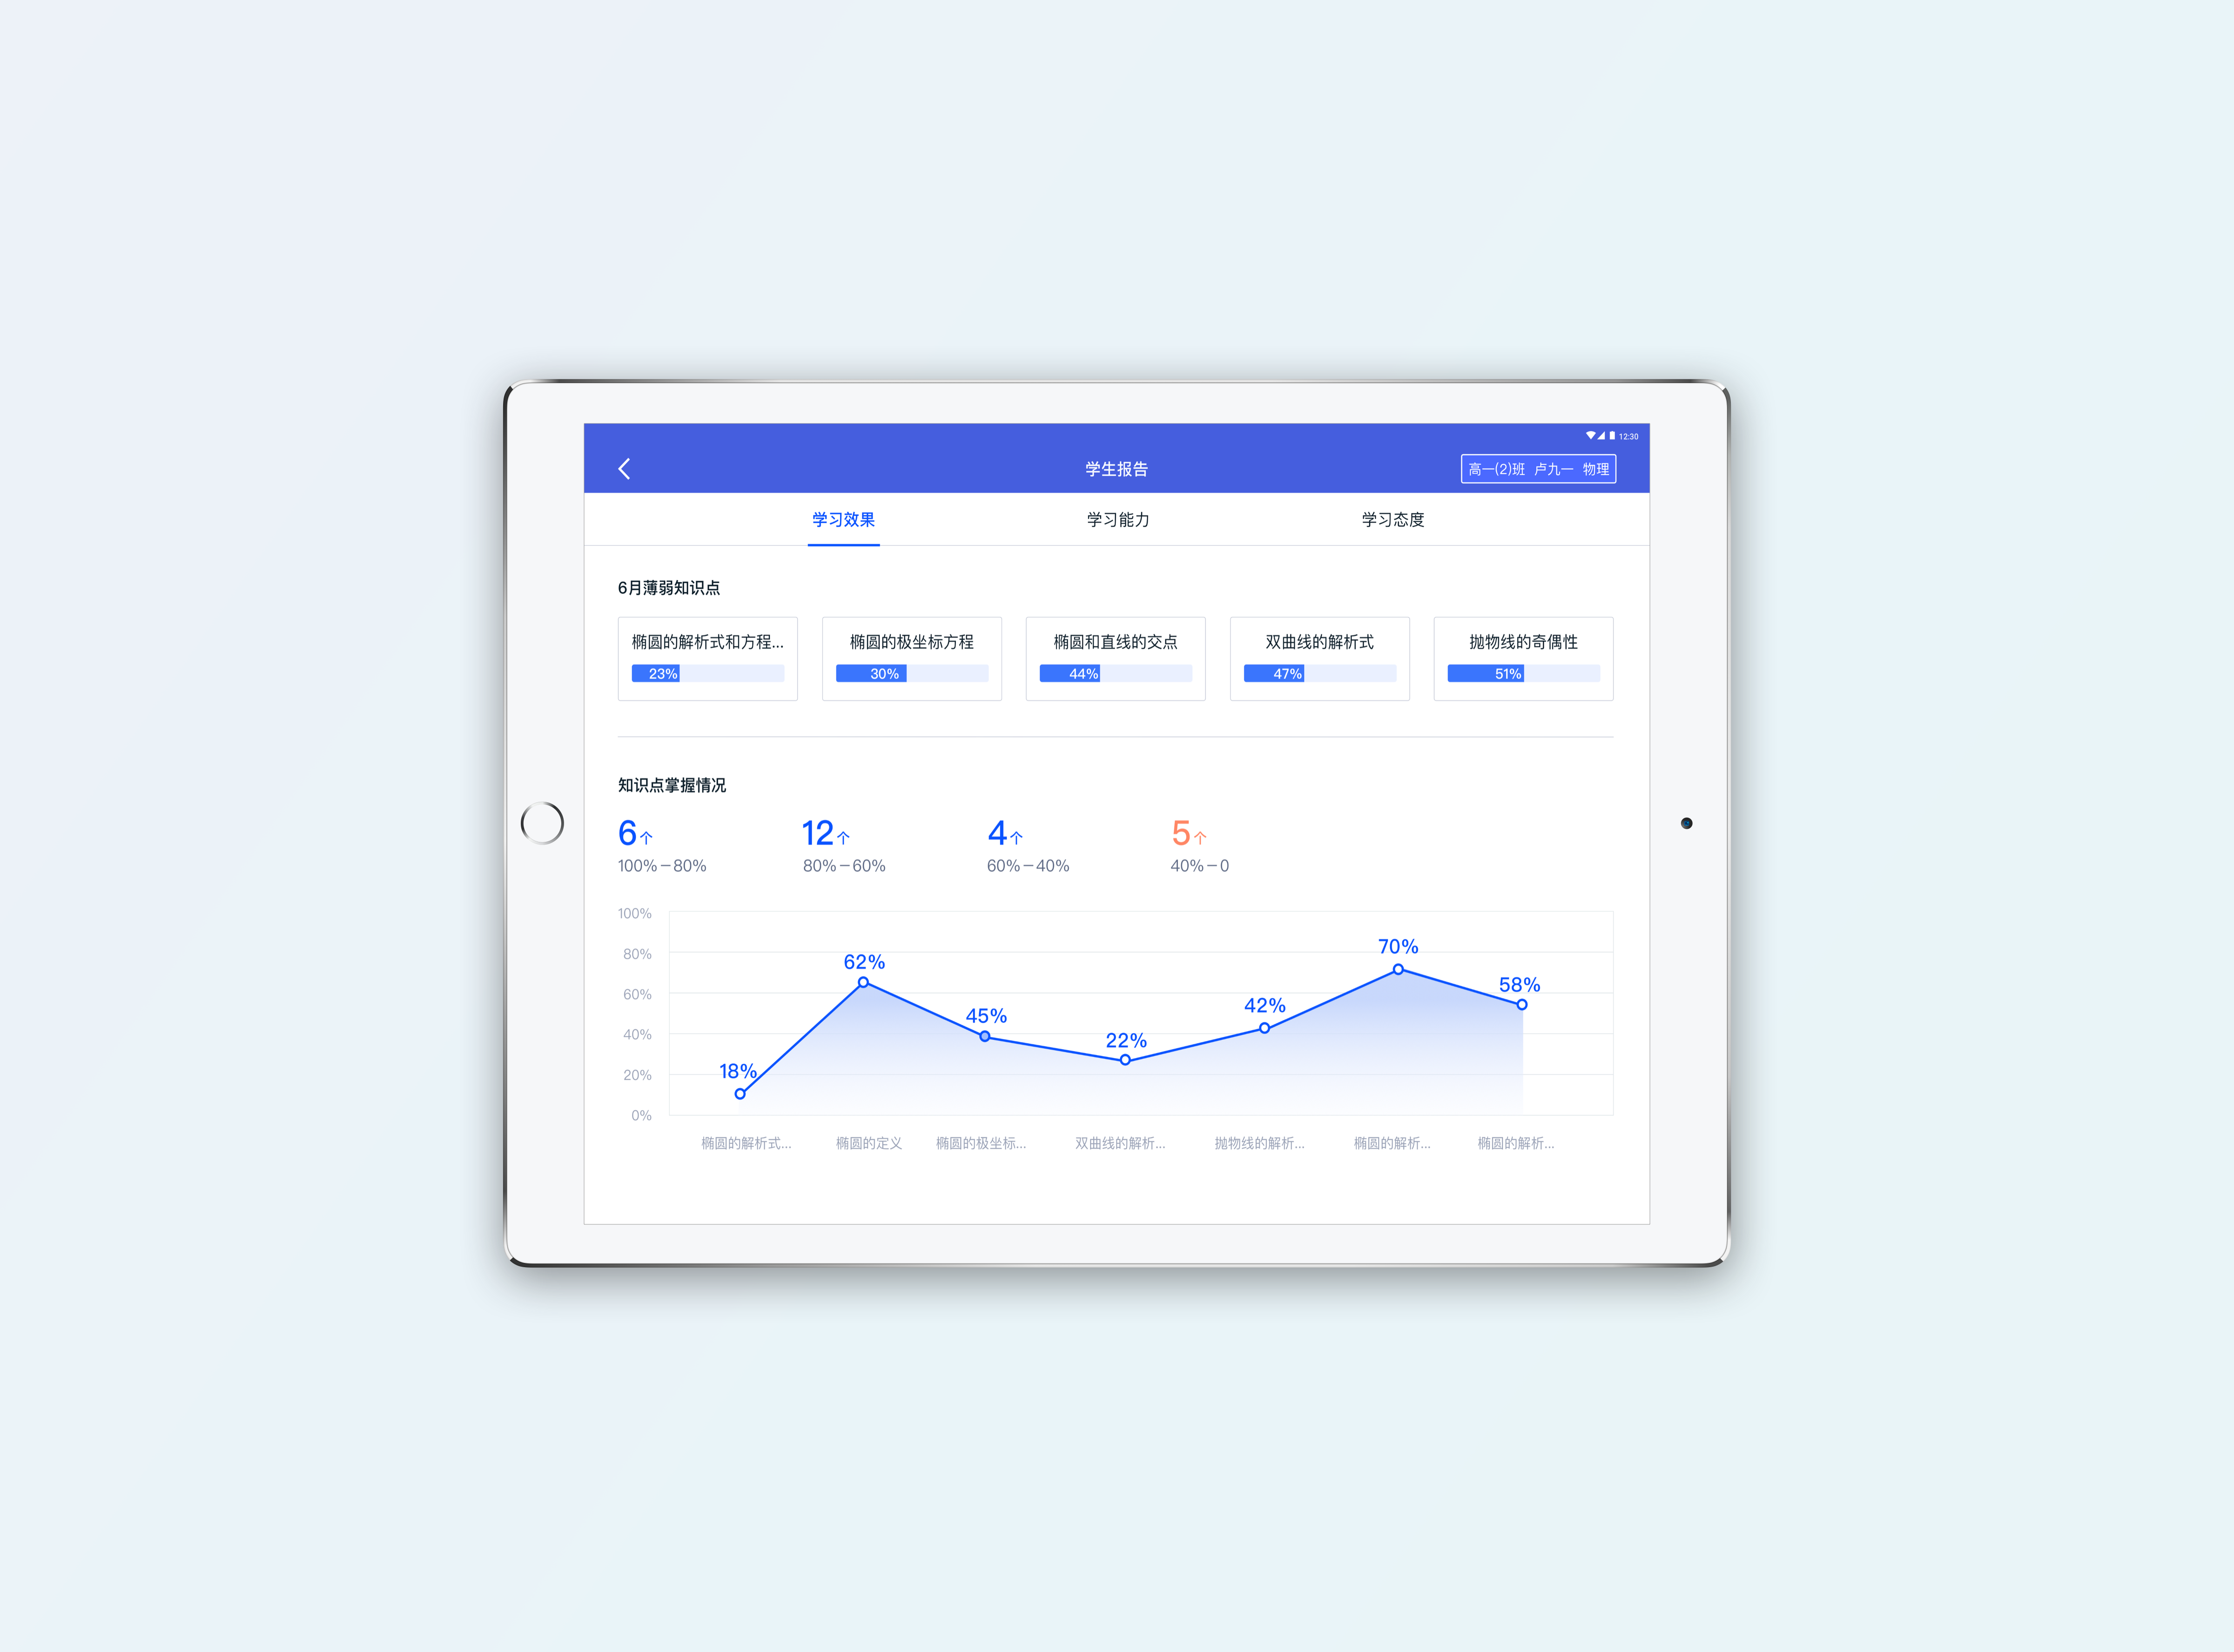 12:30
学生报告
高一(2)班 卢九一 物理
学习效果 学习能力 学习态度
6月薄弱知识点
椭圆的解析式和方程... 椭圆的极坐标方程 椭圆和直线的交点 双曲线的解析式 抛物线的奇偶性
23% 30% 44% 47% 51%
知识点掌握情况
6个 12个 4个 5个
100%－80% 80%－60% 60%－40% 40%－0
100%
80%
60%
40%
20%
0%
18% 62% 45% 22% 42% 70% 58%
椭圆的解析式... 椭圆的定义 椭圆的极坐标... 双曲线的解析... 抛物线的解析... 椭圆的解析... 椭圆的解析...